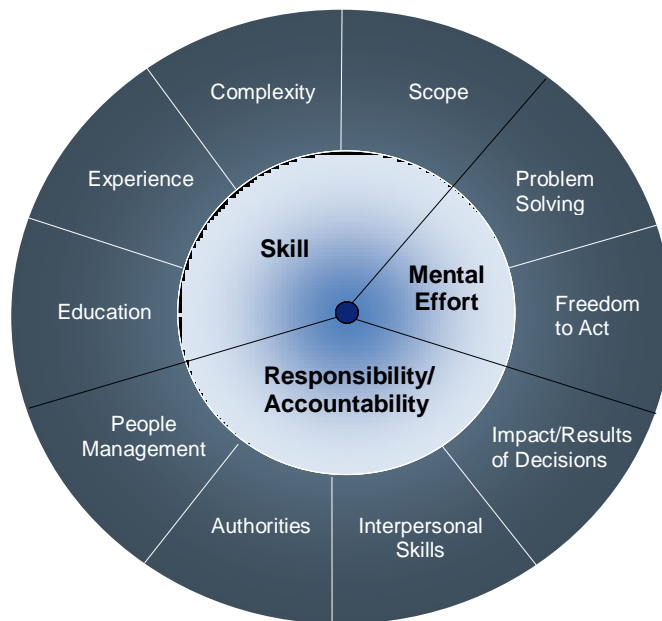 Complexity
Scope
Experience
Problem
Solving
Skill
Mental
Effort
Education
Freedom
to Act
Responsibility/
Accountability
People
Management
Impact/Results
of Decisions
Authorities
Interpersonal
Skills